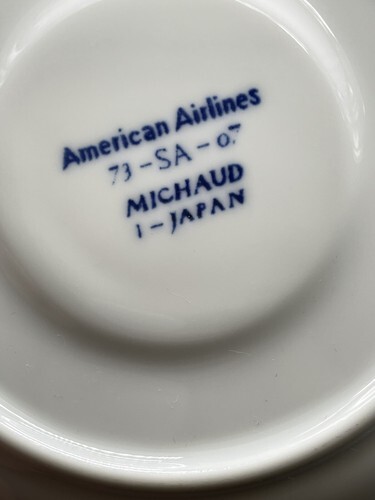 American Airlines
73-SA-07
MICHAUD
1-JAPAN